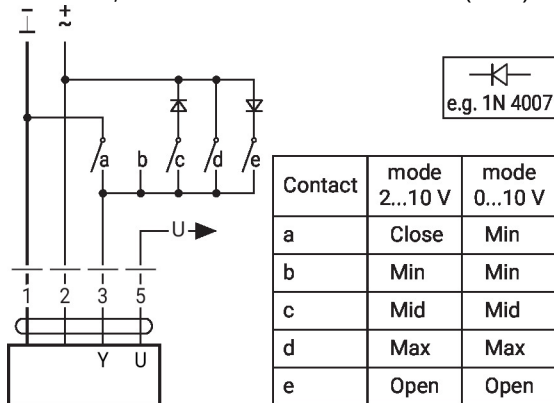 – +
⊥ ~
e.g. 1N 4007
a b c d e
U
1 2 3 5
Y U
Contact mode 2...10 V mode 0...10 V
a Close Min
b Min Min
c Mid Mid
d Max Max
e Open Open